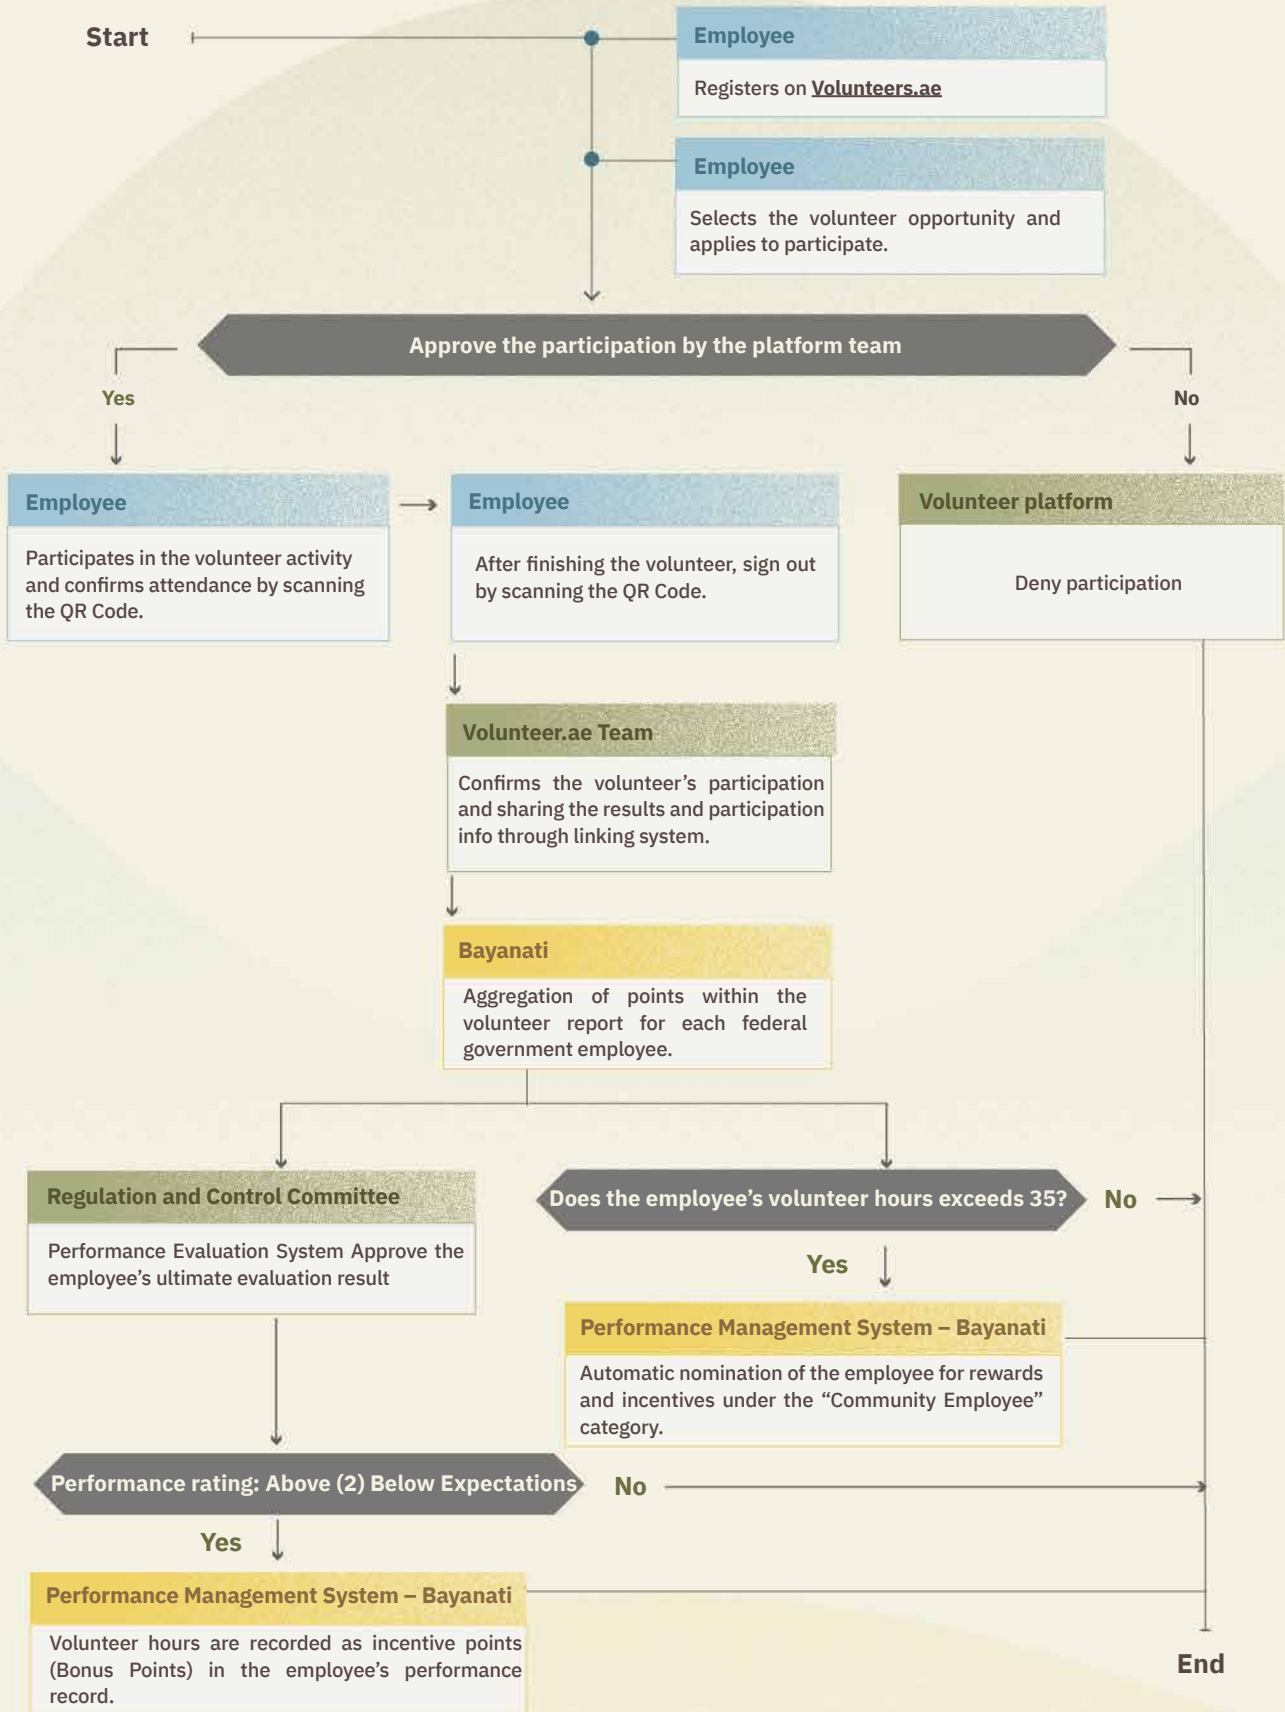 Start
Employee
Registers on Volunteers.ae
Employee
Selects the volunteer opportunity and
applies to participate.
Approve the participation by the platform team
Yes
No
Employee
Participates in the volunteer activity
and confirms attendance by scanning
the QR Code.
Employee
After finishing the volunteer, sign out
by scanning the QR Code.
Volunteer platform
Deny participation
Volunteer.ae Team
Confirms the volunteer’s participation
and sharing the results and participation
info through linking system.
Bayanati
Aggregation of points within the
volunteer report for each federal
government employee.
Regulation and Control Committee
Performance Evaluation System Approve the
employee’s ultimate evaluation result
Does the employee’s volunteer hours exceeds 35?
No
Yes
Performance Management System – Bayanati
Automatic nomination of the employee for rewards
and incentives under the “Community Employee”
category.
Performance rating: Above (2) Below Expectations
No
Yes
Performance Management System – Bayanati
Volunteer hours are recorded as incentive points
(Bonus Points) in the employee’s performance
record.
End